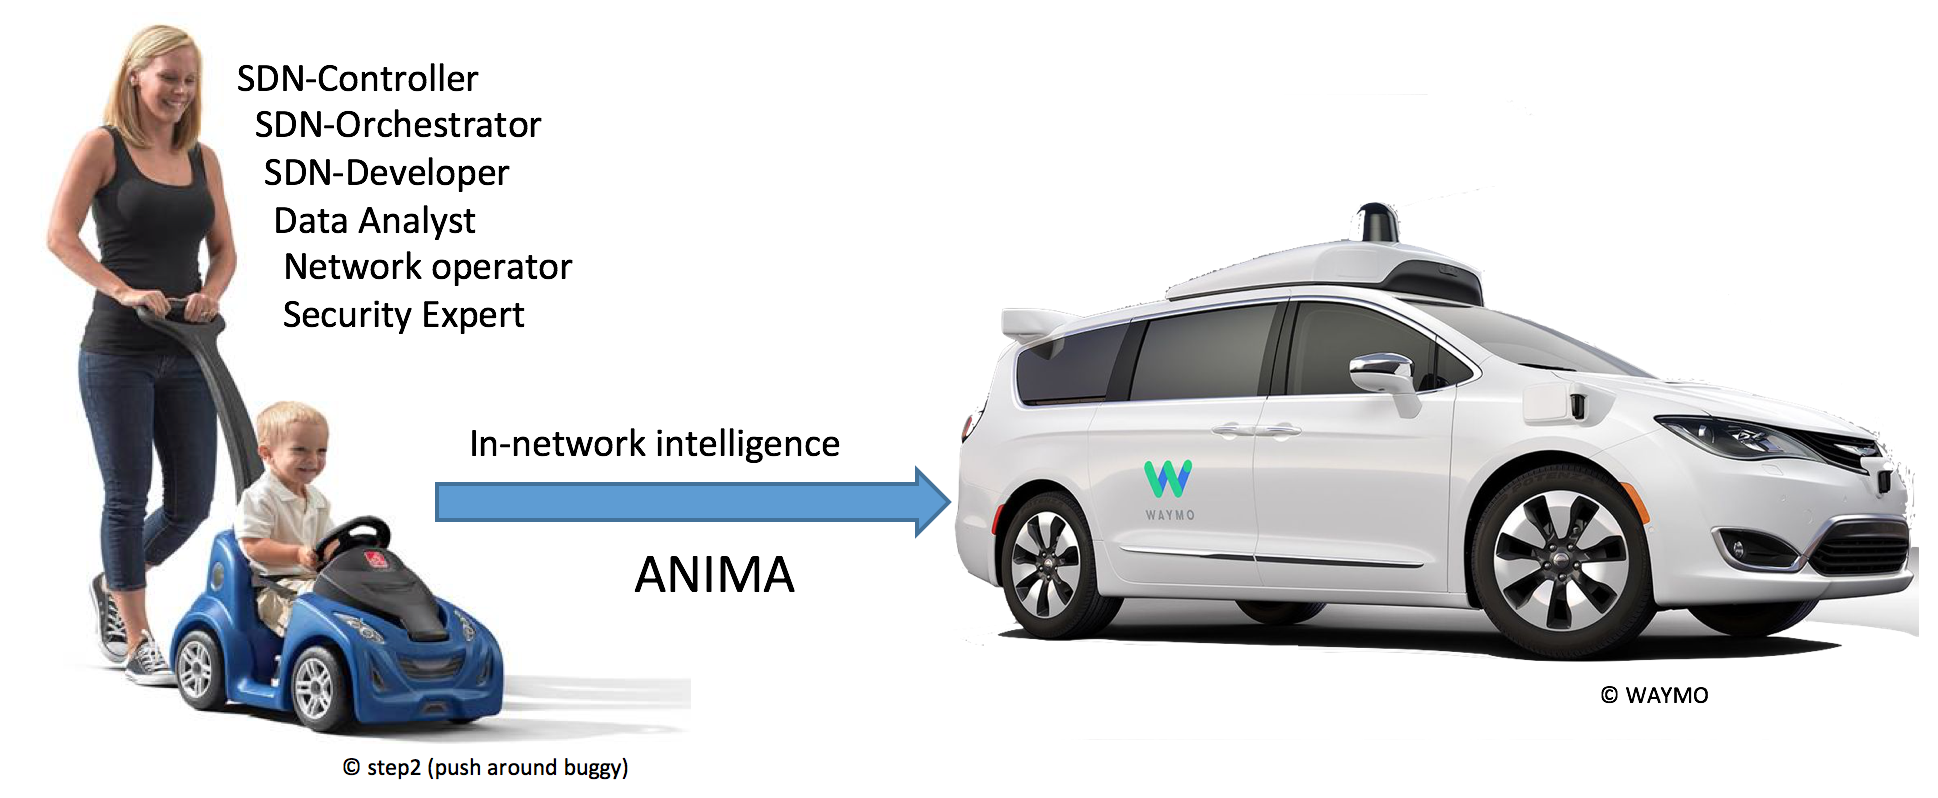 SDN-Controller
SDN-Orchestrator
SDN-Developer
Data Analyst
Network operator
Security Expert
In-network intelligence
ANIMA
WAYMO
© WAYMO
© step2 (push around buggy)